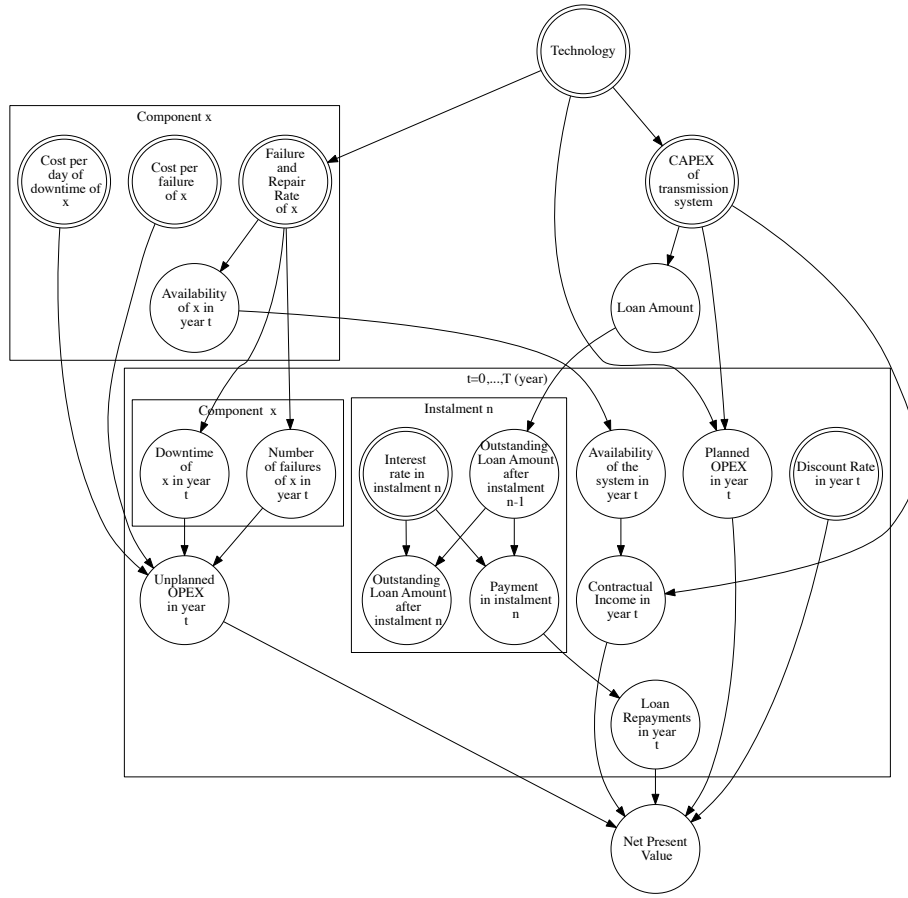 Technology
Component x
Cost per
day of
downtime of
x
Cost per
failure
of x
Failure
and
Repair
Rate
of x
CAPEX
of
transmission
system
Availability
of x in
year t
Loan Amount
t=0,...,T (year)
Component x
Instalment n
Downtime
of
x in year
t
Number
of failures
of x in
year t
Interest
rate in
instalment n
Outstanding
Loan Amount
after
instalment
n-1
Availability
of the
system in
year t
Planned
OPEX
in year
t
Discount Rate
in year t
Unplanned
OPEX
in year
t
Outstanding
Loan Amount
after
instalment n
Payment
in instalment
n
Contractual
Income in
year t
Loan
Repayments
in year
t
Net Present
Value